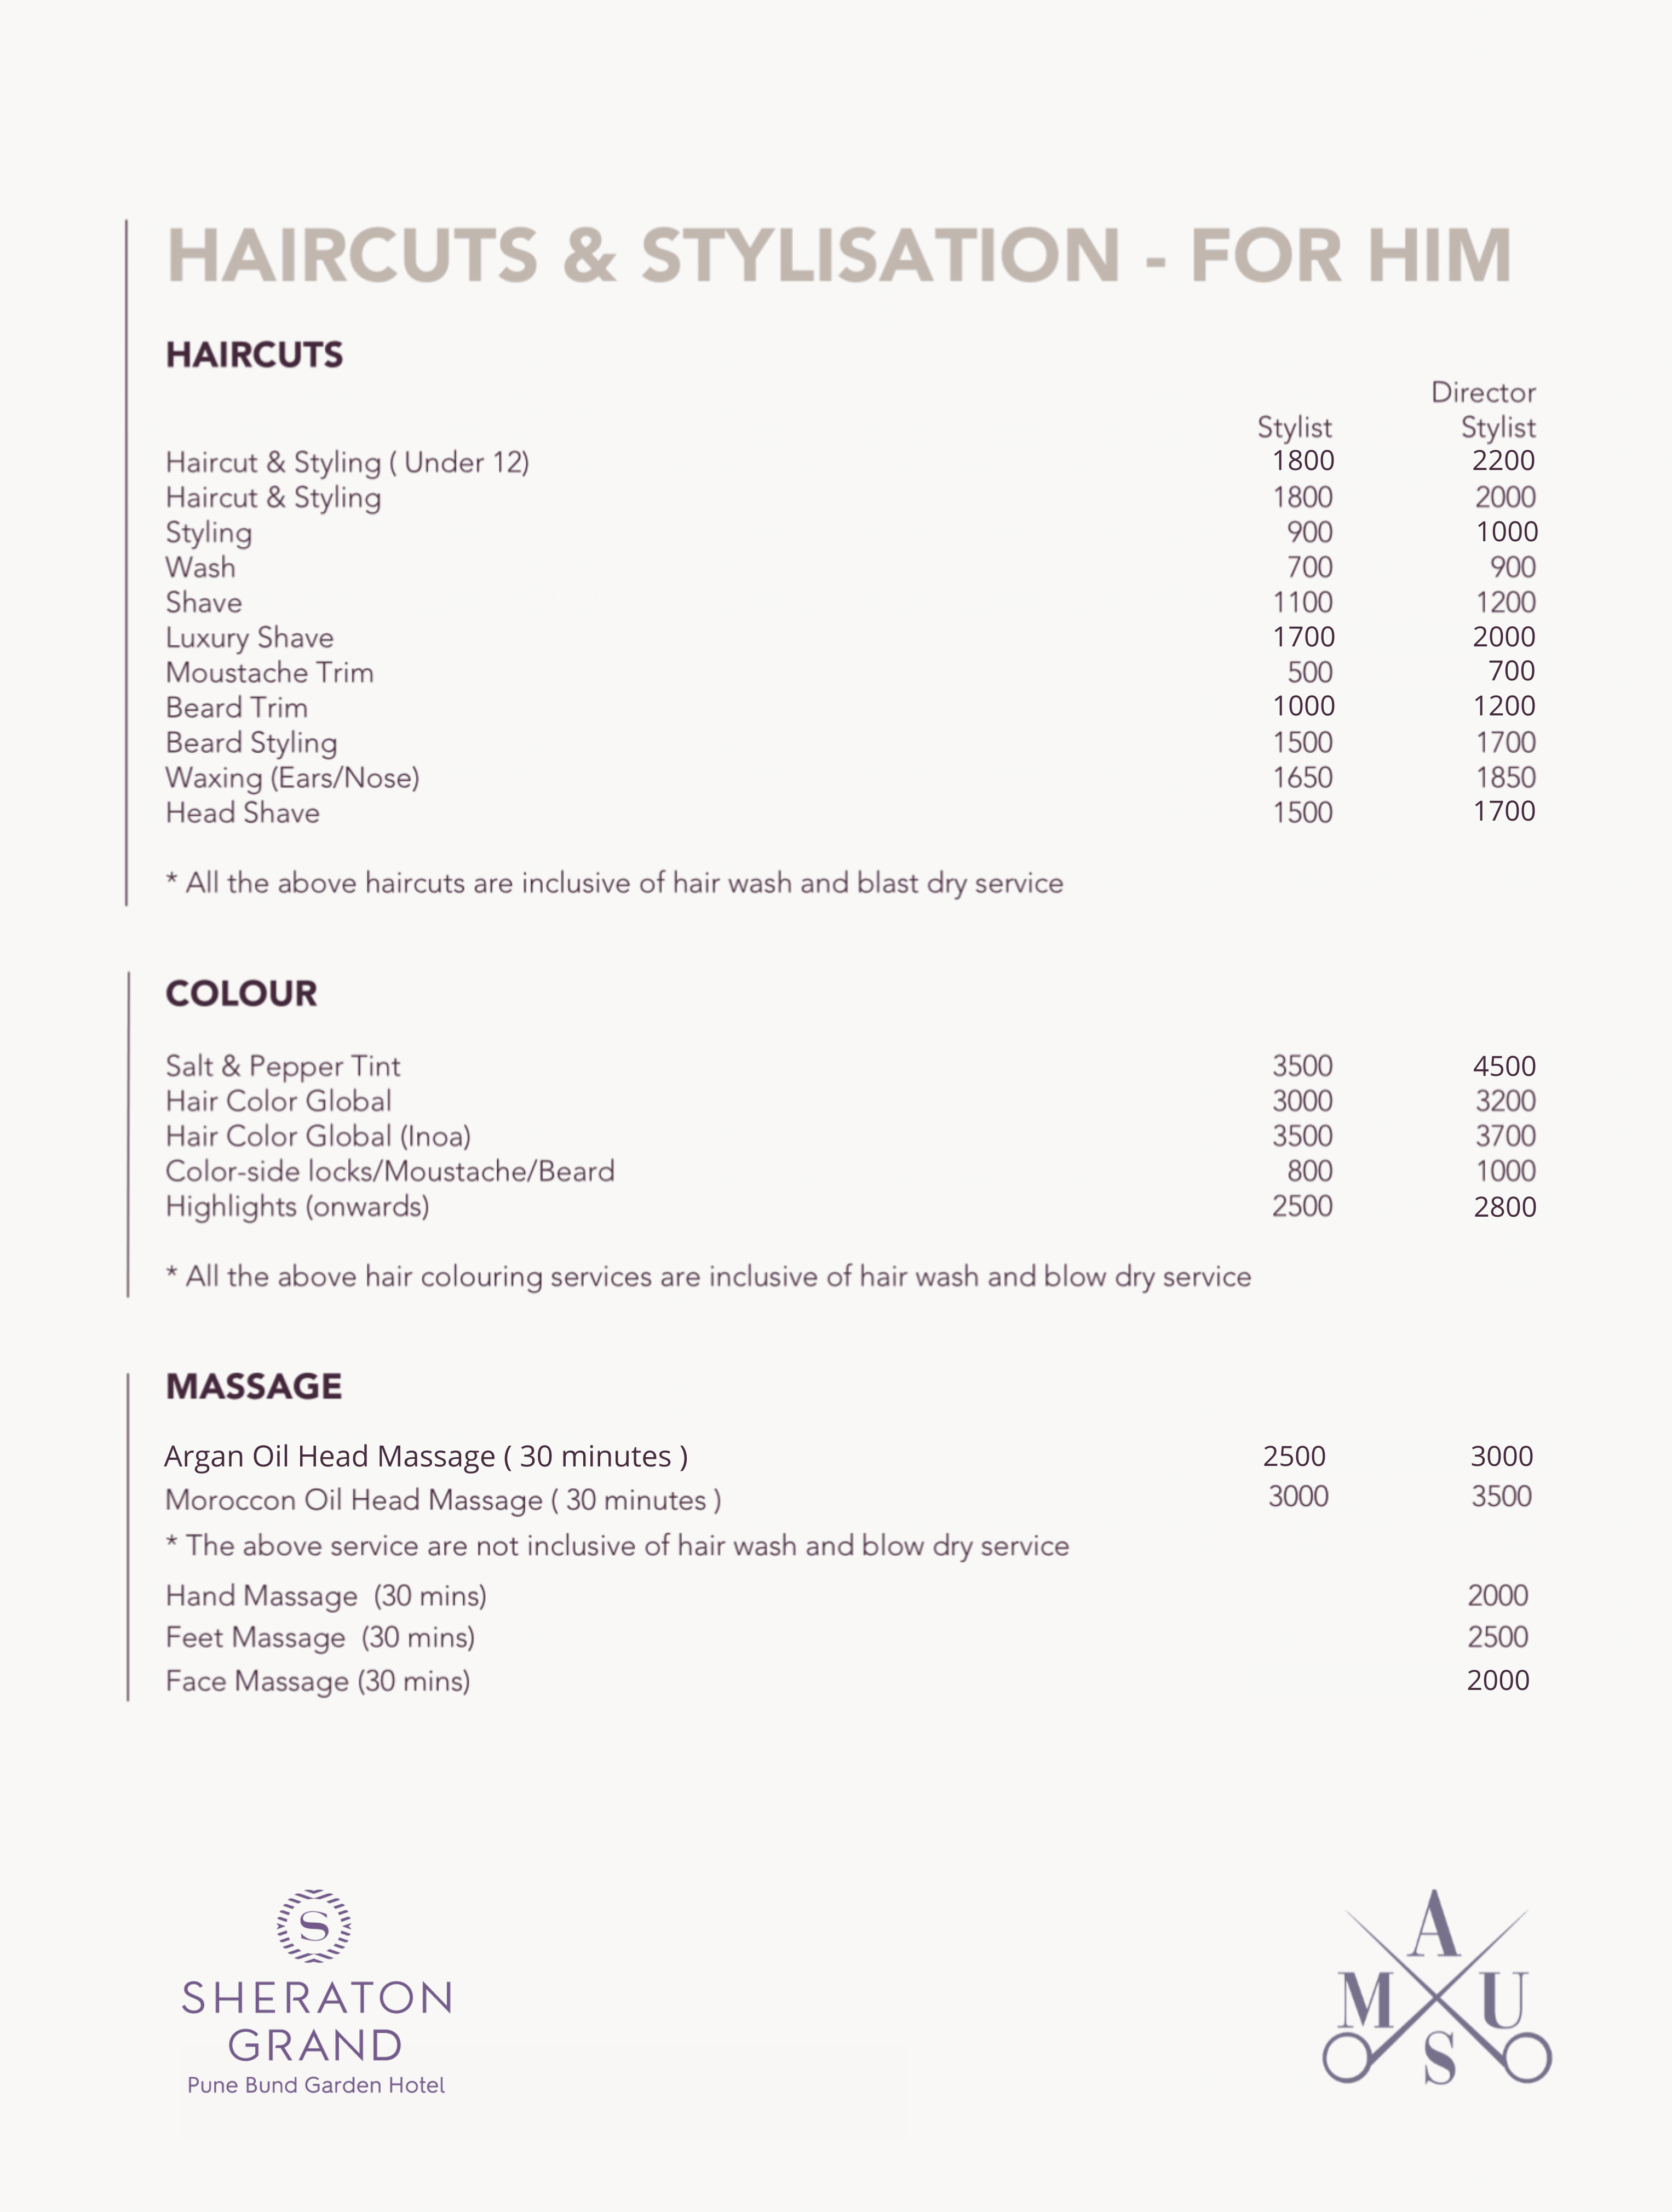 HAIRCUTS & STYLISATION - FOR HIM
HAIRCUTS
Director
Stylist Stylist
Haircut & Styling ( Under 12) 1800 2200
Haircut & Styling 1800 2000
Styling 900 1000
Wash 700 900
Shave 1100 1200
Luxury Shave 1700 2000
Moustache Trim 500 700
Beard Trim 1000 1200
Beard Styling 1500 1700
Waxing (Ears/Nose) 1650 1850
Head Shave 1500 1700
* All the above haircuts are inclusive of hair wash and blast dry service
COLOUR
Salt & Pepper Tint 3500 4500
Hair Color Global 3000 3200
Hair Color Global (Inoa) 3500 3700
Color-side locks/Moustache/Beard 800 1000
Highlights (onwards) 2500 2800
* All the above hair colouring services are inclusive of hair wash and blow dry service
MASSAGE
Argan Oil Head Massage ( 30 minutes ) 2500 3000
Moroccon Oil Head Massage ( 30 minutes ) 3000 3500
* The above service are not inclusive of hair wash and blow dry service
Hand Massage (30 mins) 2000
Feet Massage (30 mins) 2500
Face Massage (30 mins) 2000
S
SHERATON
GRAND
Pune Bund Garden Hotel
A
M U
S